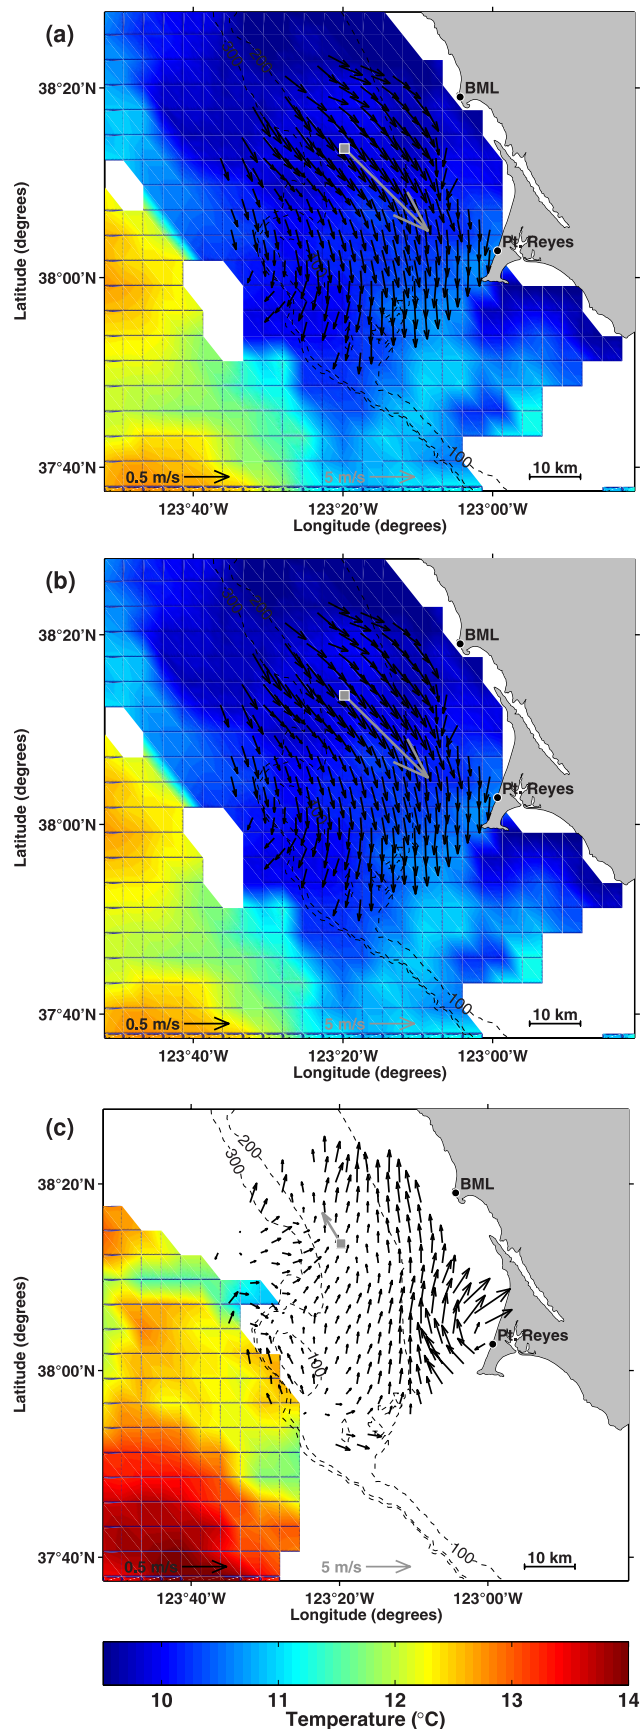 (a)
300
200
38°20'N
BML
Latitude (degrees)
Pt. Reyes
38°00'N
100
37°40'N
0.5 m/s
5 m/s
10 km
123°40'W
123°20'W
123°00'W
Longitude (degrees)
(b)
300
200
38°20'N
BML
Latitude (degrees)
Pt. Reyes
38°00'N
100
37°40'N
0.5 m/s
5 m/s
10 km
123°40'W
123°20'W
123°00'W
Longitude (degrees)
(c)
200
300
38°20'N
BML
Latitude (degrees)
Pt. Reyes
38°00'N
100
100
37°40'N
0.5 m/s
5 m/s
10 km
123°40'W
123°20'W
123°00'W
Longitude (degrees)
10
11
12
13
14
Temperature (°C)